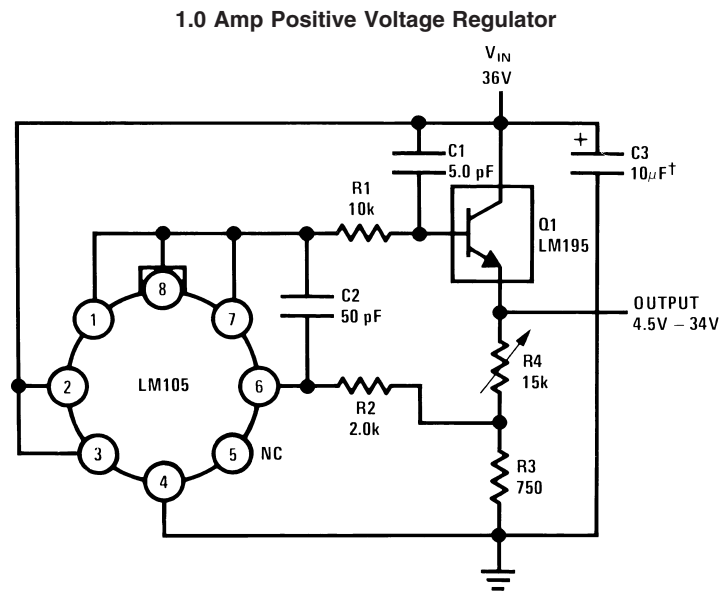 1.0 Amp Positive Voltage Regulator
VIN
36V
C1
5.0 pF
+
C3
10μF†
R1
10k
Q1
LM195
8
1
7
C2
50 pF
OUTPUT
4.5V – 34V
R4
15k
2
LM105
6
R2
2.0k
3
5
NC
4
R3
750